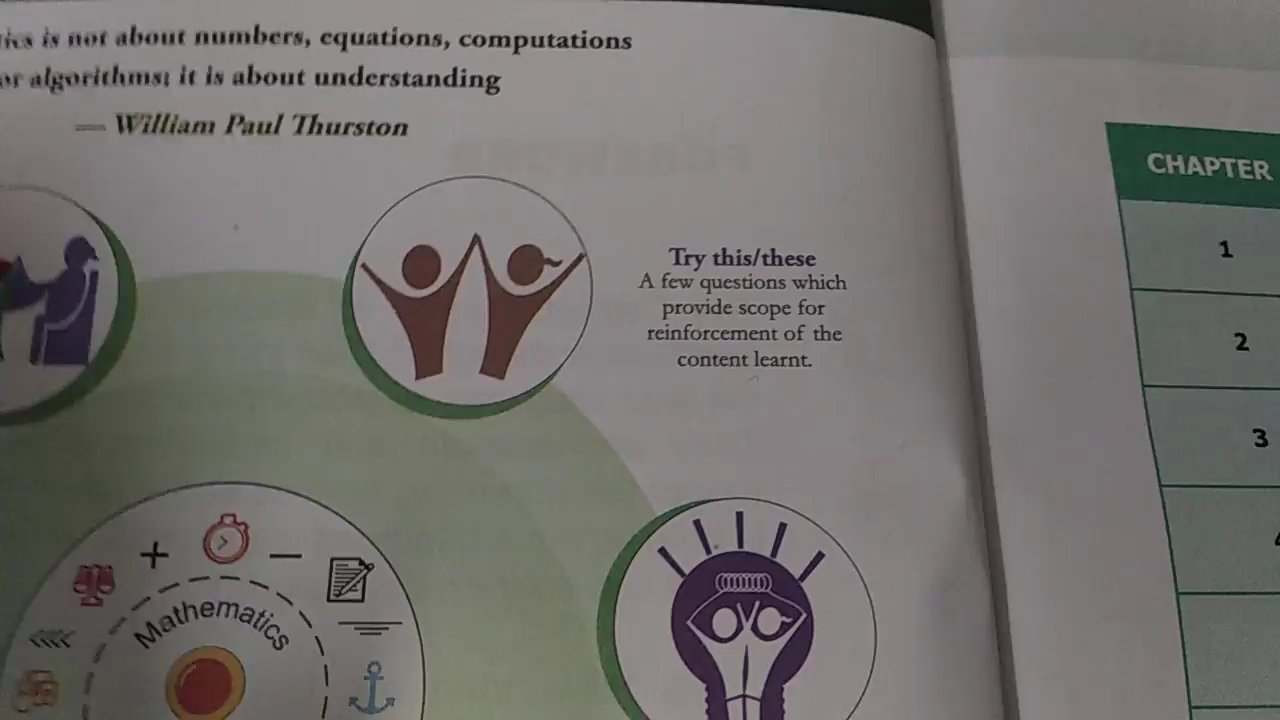 is not about numbers, equations, computations
or algorithms; it is about understanding
— William Paul Thurston
Try this/these
A few questions which
provide scope for
reinforcement of the
content learnt.
+
−
Mathematics
CHAPTER
1
2
3